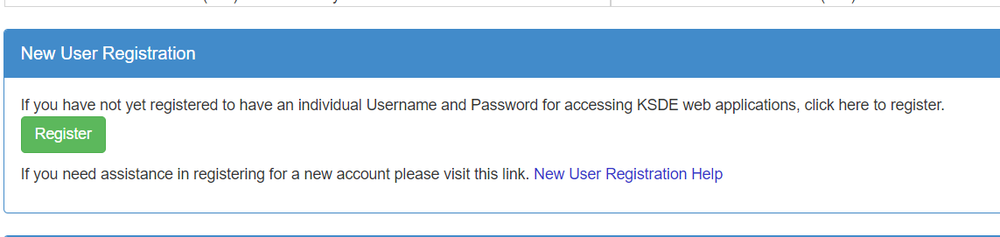 New User Registration
If you have not yet registered to have an individual Username and Password for accessing KSDE web applications, click here to register.
Register
If you need assistance in registering for a new account please visit this link. New User Registration Help